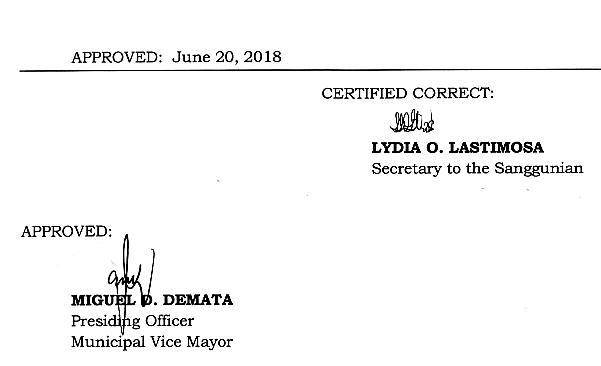 APPROVED: June 20, 2018
CERTIFIED CORRECT:
LYDIA O. LASTIMOSA
Secretary to the Sanggunian
APPROVED:
MIGUEL D. DEMATA
Presiding Officer
Municipal Vice Mayor